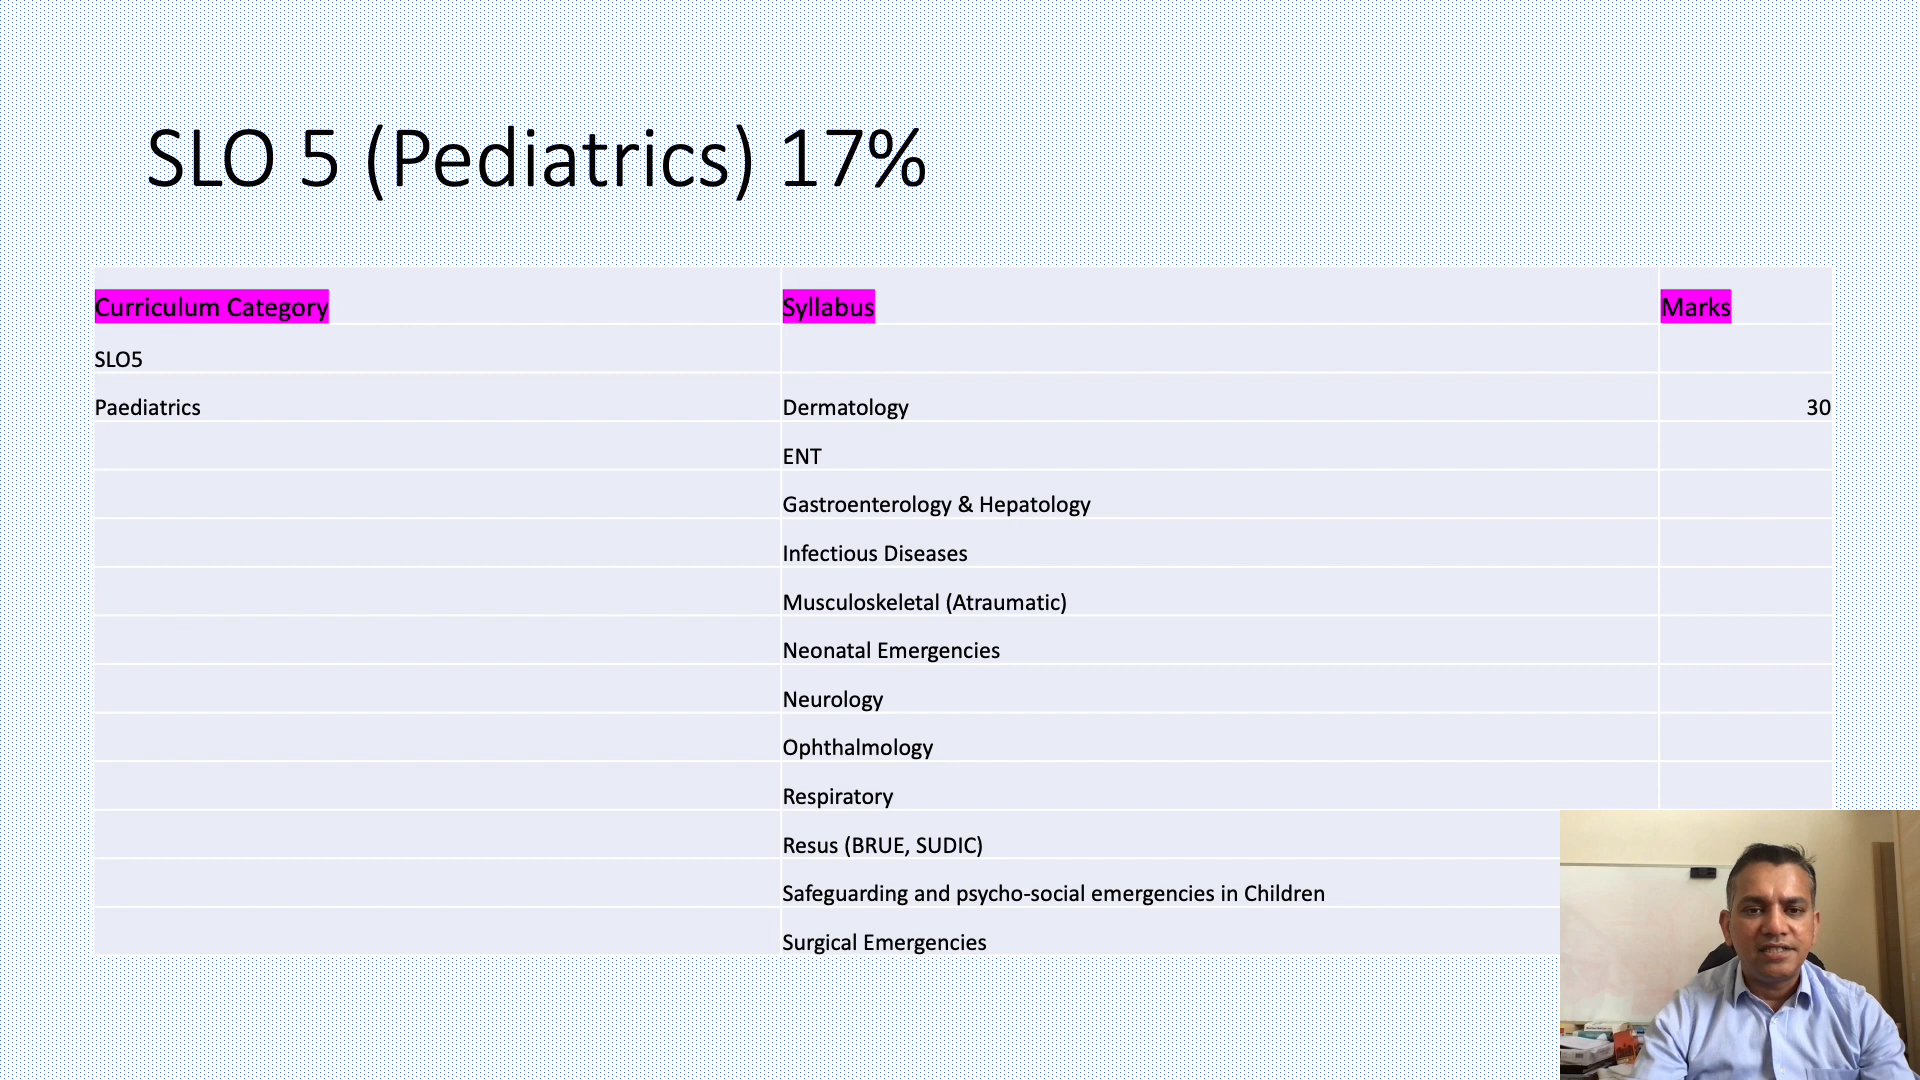 SLO 5 (Pediatrics) 17%
Curriculum Category Syllabus Marks
SLO5
Paediatrics Dermatology 30
ENT
Gastroenterology & Hepatology
Infectious Diseases
Musculoskeletal (Atraumatic)
Neonatal Emergencies
Neurology
Ophthalmology
Respiratory
Resus (BRUE, SUDIC)
Safeguarding and psycho-social emergencies in Children
Surgical Emergencies